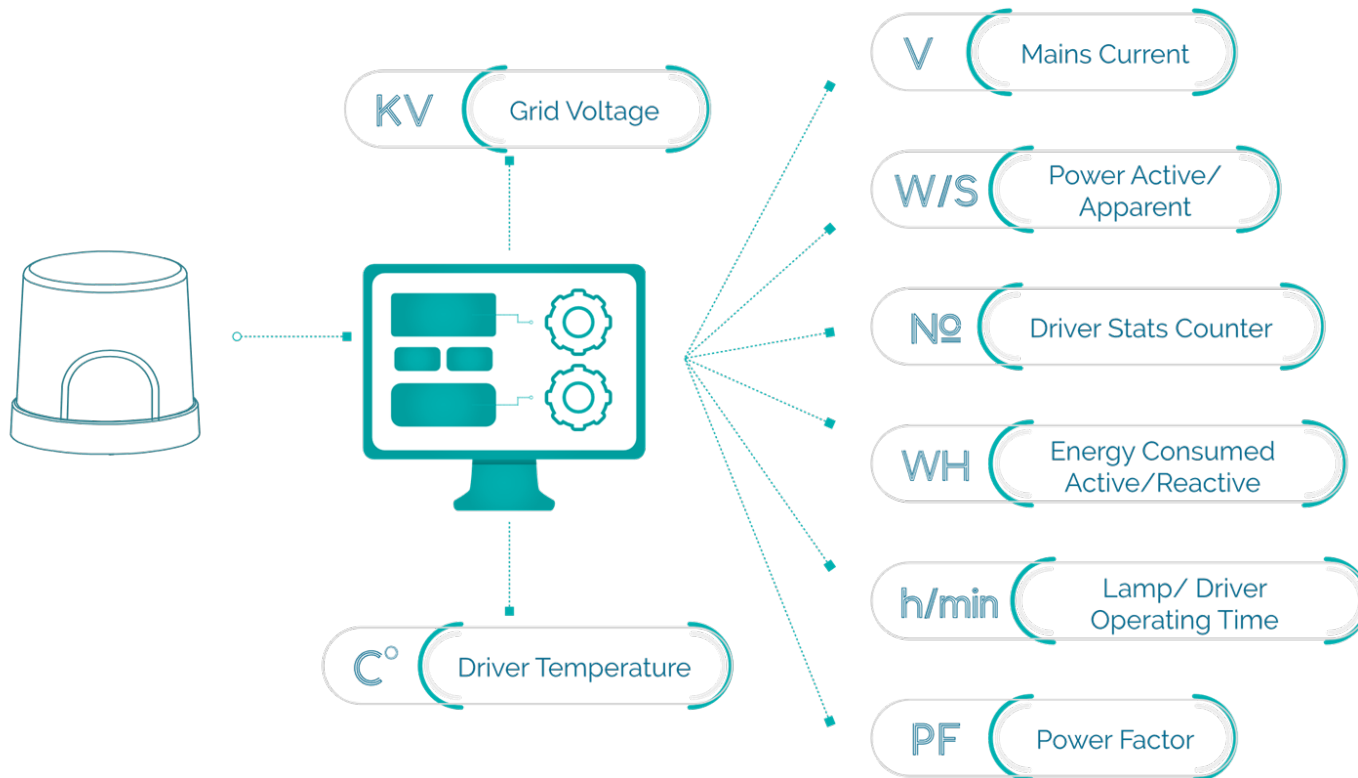 KV
Grid Voltage
C°
Driver Temperature
V
Mains Current
W/S
Power Active/
Apparent
Nº
Driver Stats Counter
WH
Energy Consumed
Active/Reactive
h/min
Lamp/ Driver
Operating Time
PF
Power Factor